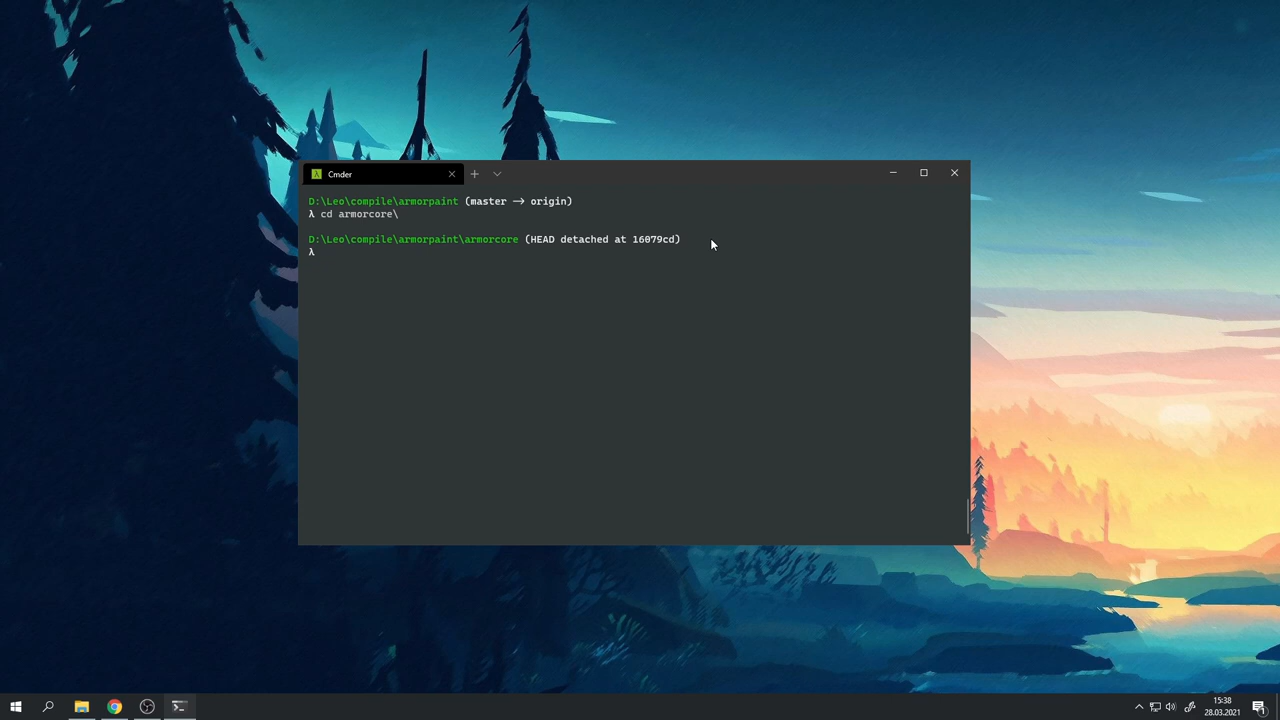 Cmder
D:\Leo\compile\armorpaint (master -> origin)
λ cd armorcore\
D:\Leo\compile\armorpaint\armorcore (HEAD detached at 16079cd)
λ
15:38
28.03.2021
1